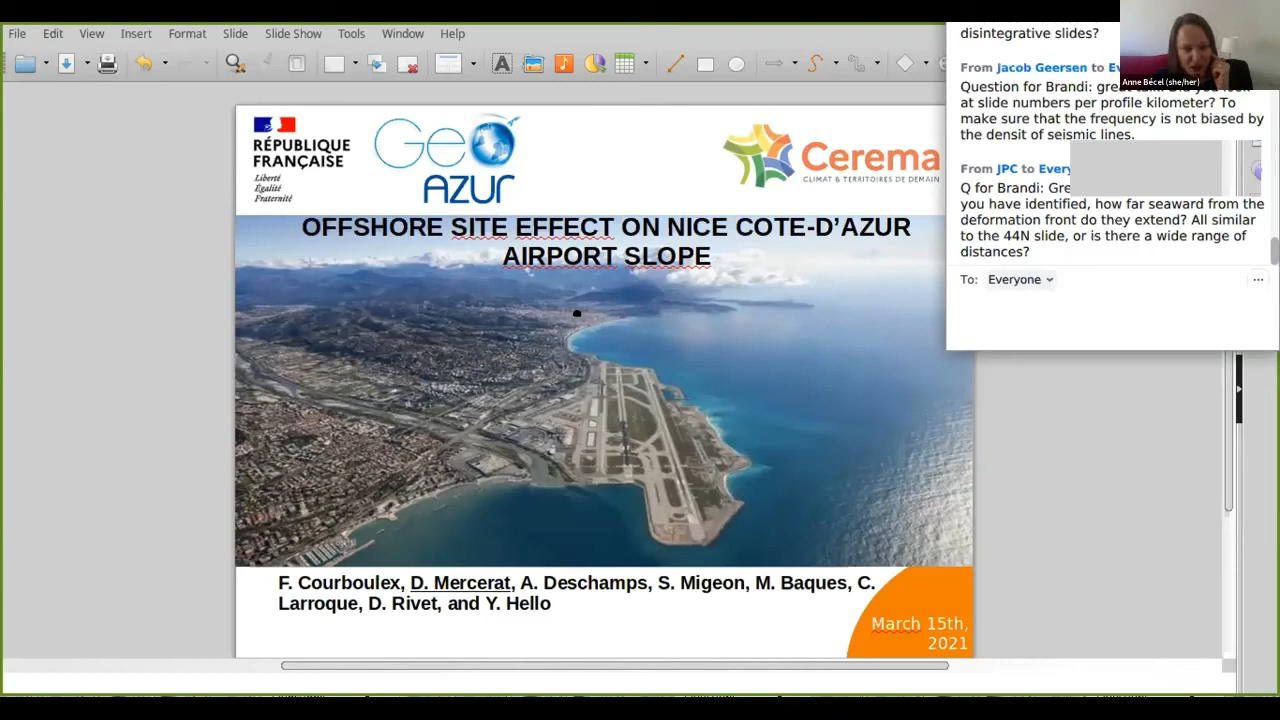 File Edit View Insert Format Slide Slide Show Tools Window Help
disintegrative slides?
From Jacob Geersen to
Question for Brandi: great
at slide numbers per profile kilometer? To
make sure that the frequency is not biased by
the densit of seismic lines.
From JPC to Every
Q for Brandi: Gre
you have identified, how far seaward from the
deformation front do they extend? All similar
to the 44N slide, or is there a wide range of
distances?
To: Everyone
Anne Bécel (she/her)
RÉPUBLIQUE
FRANÇAISE
Liberté
Égalité
Fraternité
Geo
AZUR
Cerema
CLIMAT & TERRITOIRES DE DEMAIN
OFFSHORE SITE EFFECT ON NICE COTE-D'AZUR
AIRPORT SLOPE
F. Courboulex, D. Mercerat, A. Deschamps, S. Migeon, M. Baques, C.
Larroque, D. Rivet, and Y. Hello
March 15th,
2021